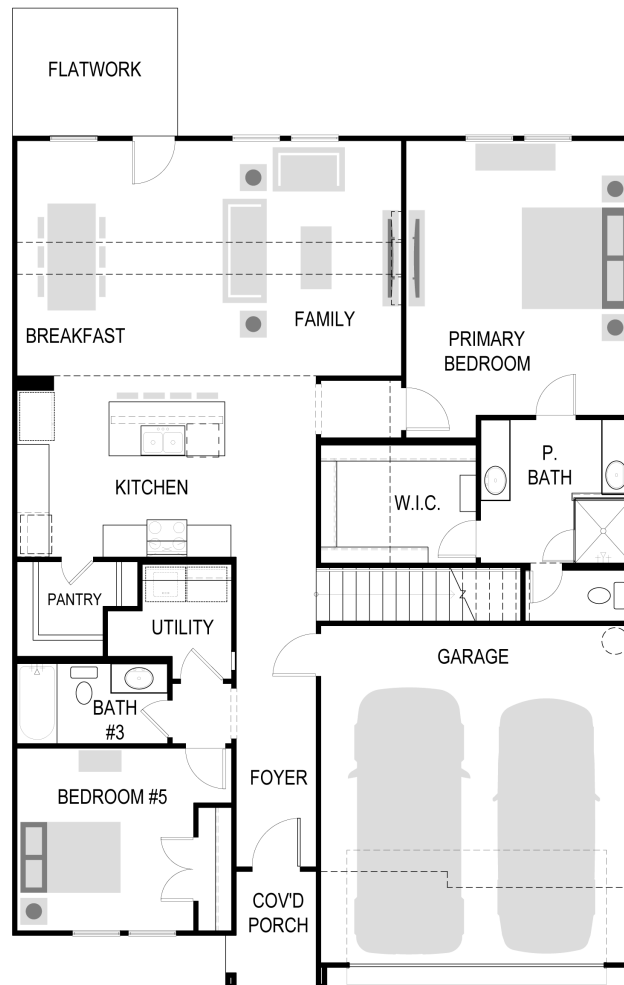 FLATWORK
BREAKFAST
FAMILY
PRIMARY
BEDROOM
KITCHEN
P.
BATH
W.I.C.
PANTRY
UTILITY
GARAGE
BATH
#3
FOYER
BEDROOM #5
COV'D
PORCH